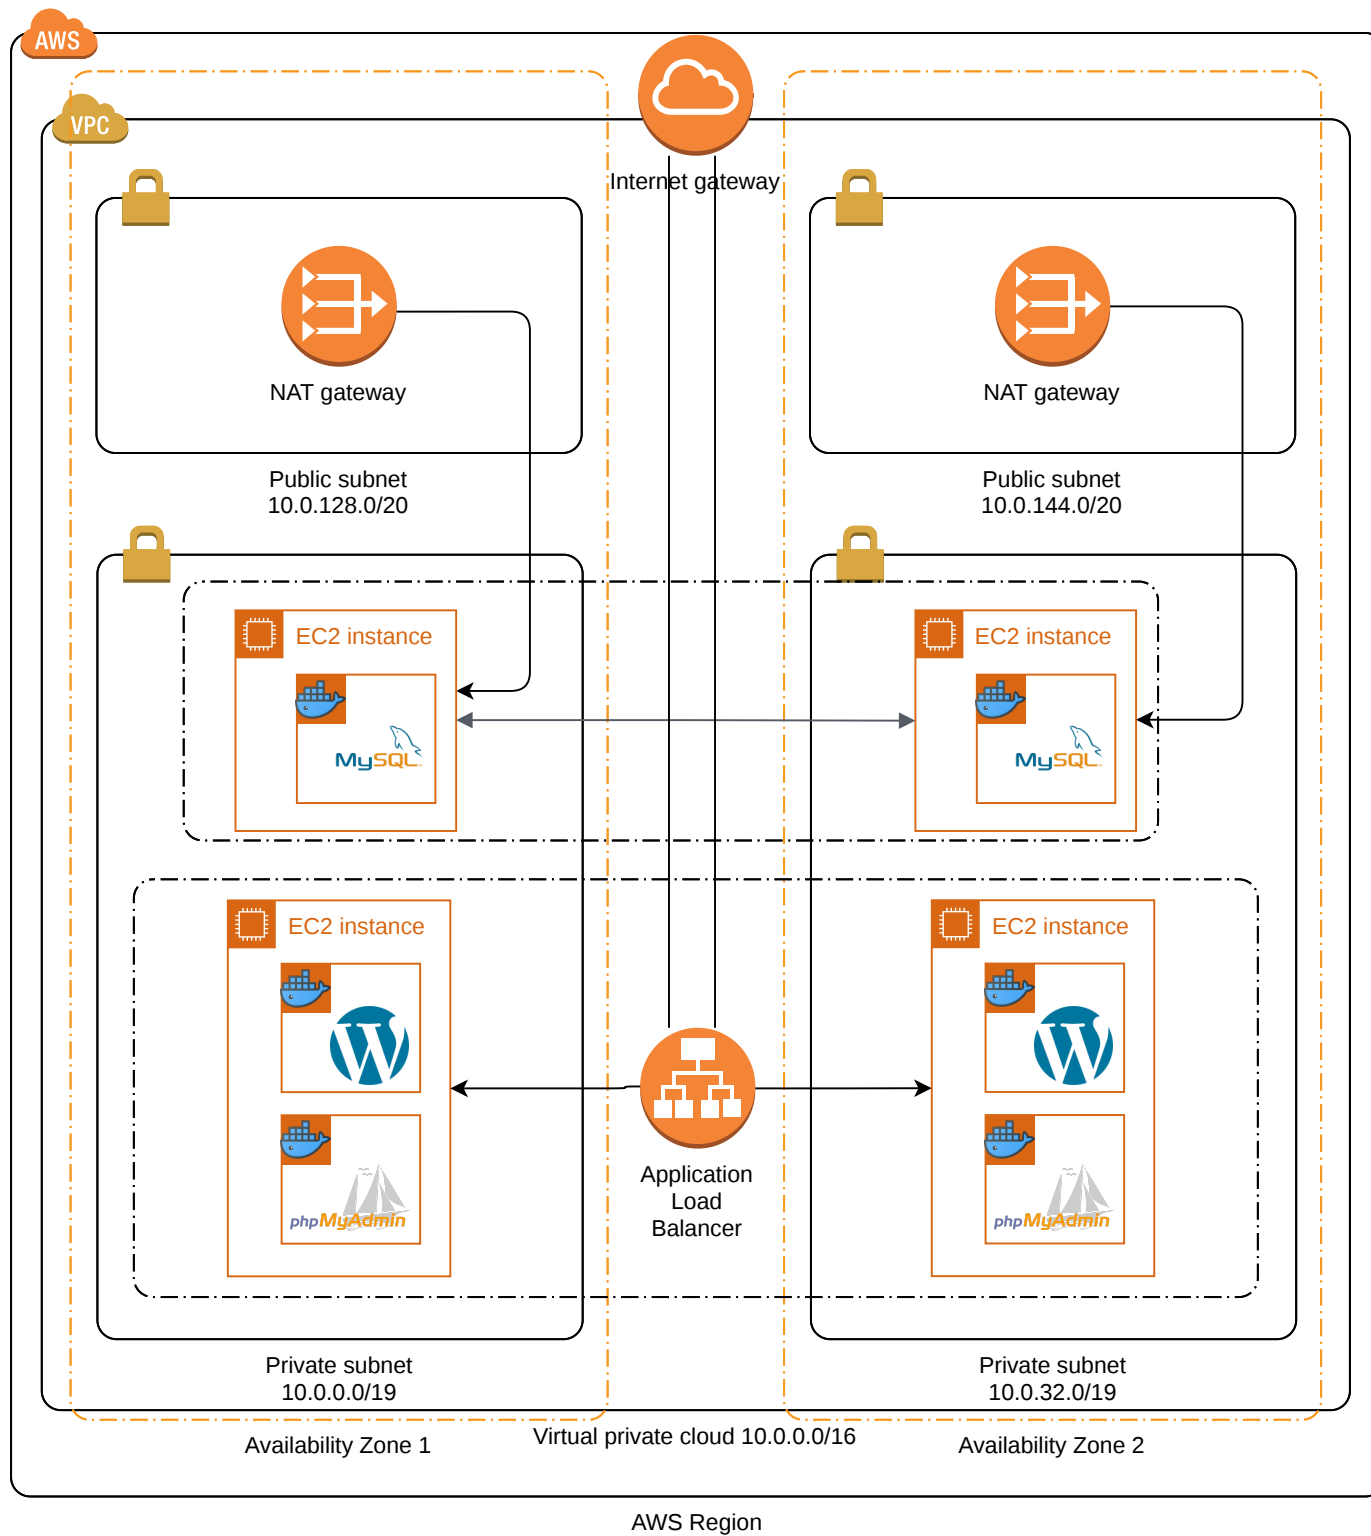 AWS
VPC
Internet gateway
NAT gateway
NAT gateway
Public subnet
10.0.128.0/20
Public subnet
10.0.144.0/20
EC2 instance
MySQL
EC2 instance
MySQL
EC2 instance
phpMyAdmin
EC2 instance
phpMyAdmin
Application
Load
Balancer
Private subnet
10.0.0.0/19
Private subnet
10.0.32.0/19
Availability Zone 1
Virtual private cloud 10.0.0.0/16
Availability Zone 2
AWS Region